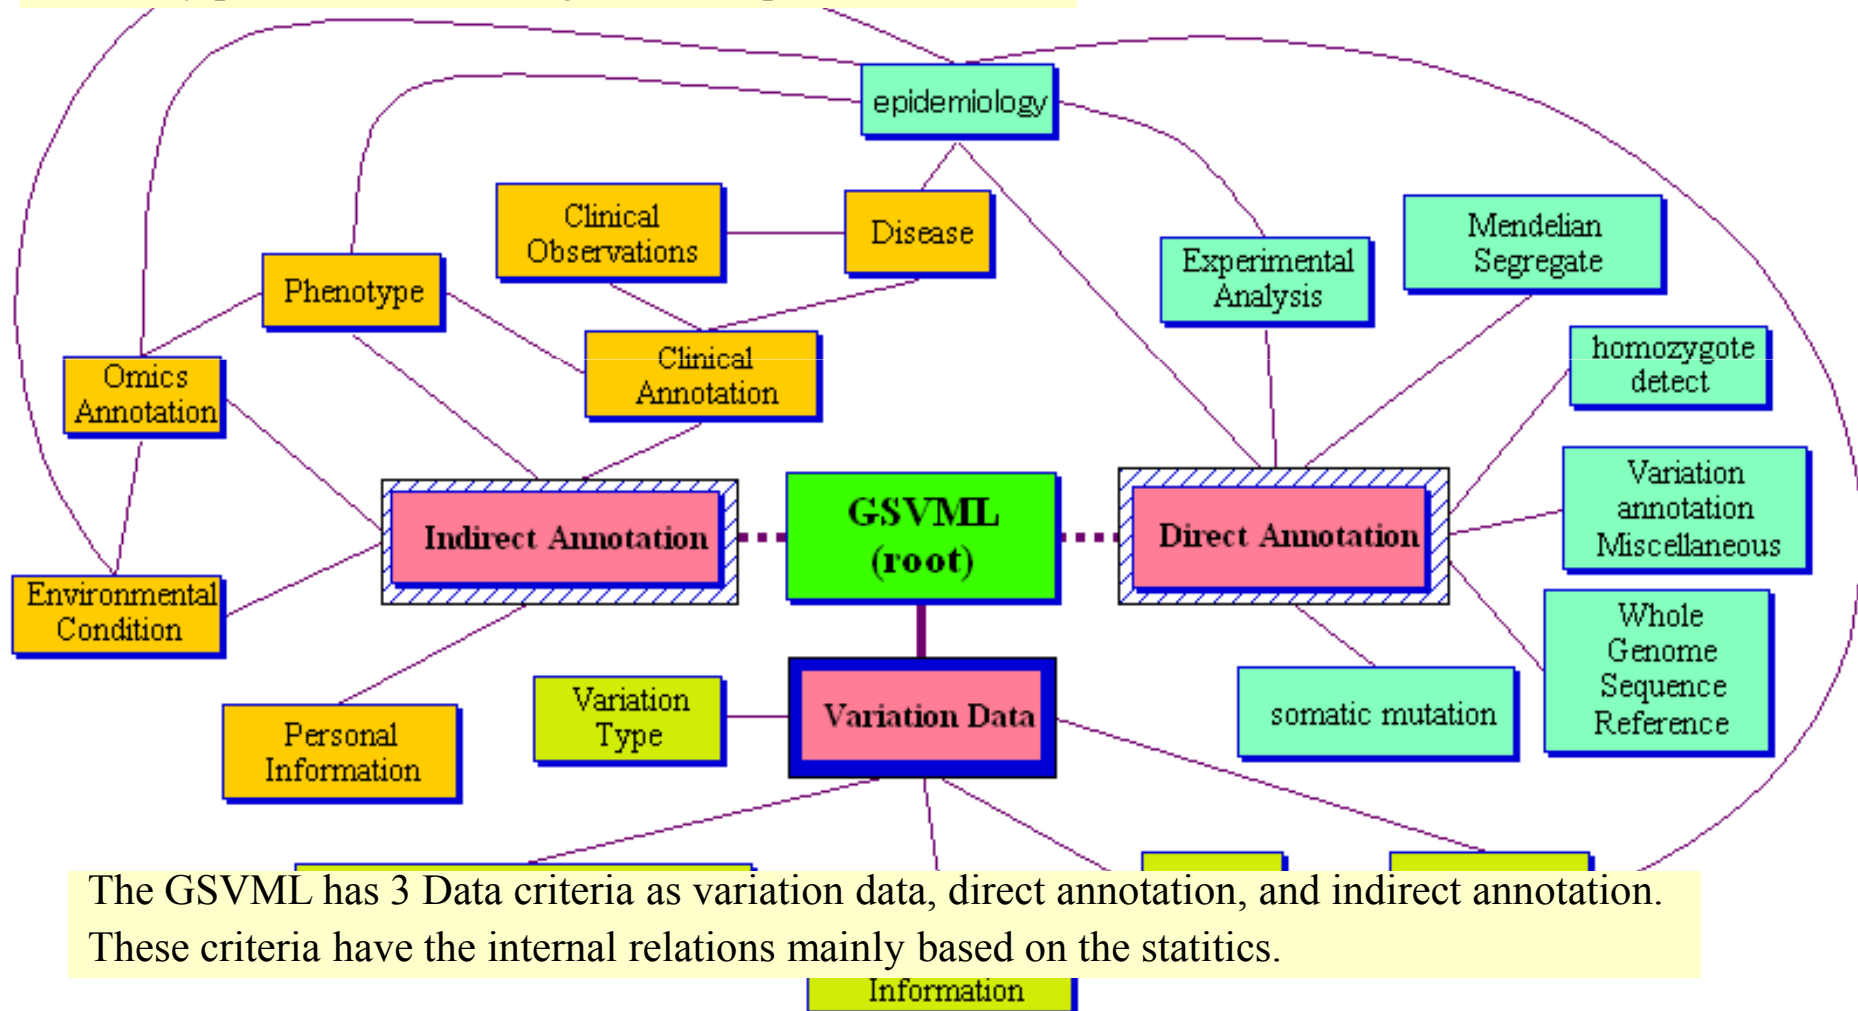 epidemiology
Clinical
Observations
Disease
Mendelian
Segregate
Experimental
Analysis
Phenotype
homozygote
detect
Clinical
Annotation
Omics
Annotation
Variation
annotation
Miscellaneous
GSVML
(root)
Indirect Annotation
Direct Annotation
Environmental
Condition
Whole
Genome
Sequence
Reference
Variation
Type
Variation Data
somatic mutation
Personal
Information
The GSVML has 3 Data criteria as variation data, direct annotation, and indirect annotation.
These criteria have the internal relations mainly based on the statitics.
Information